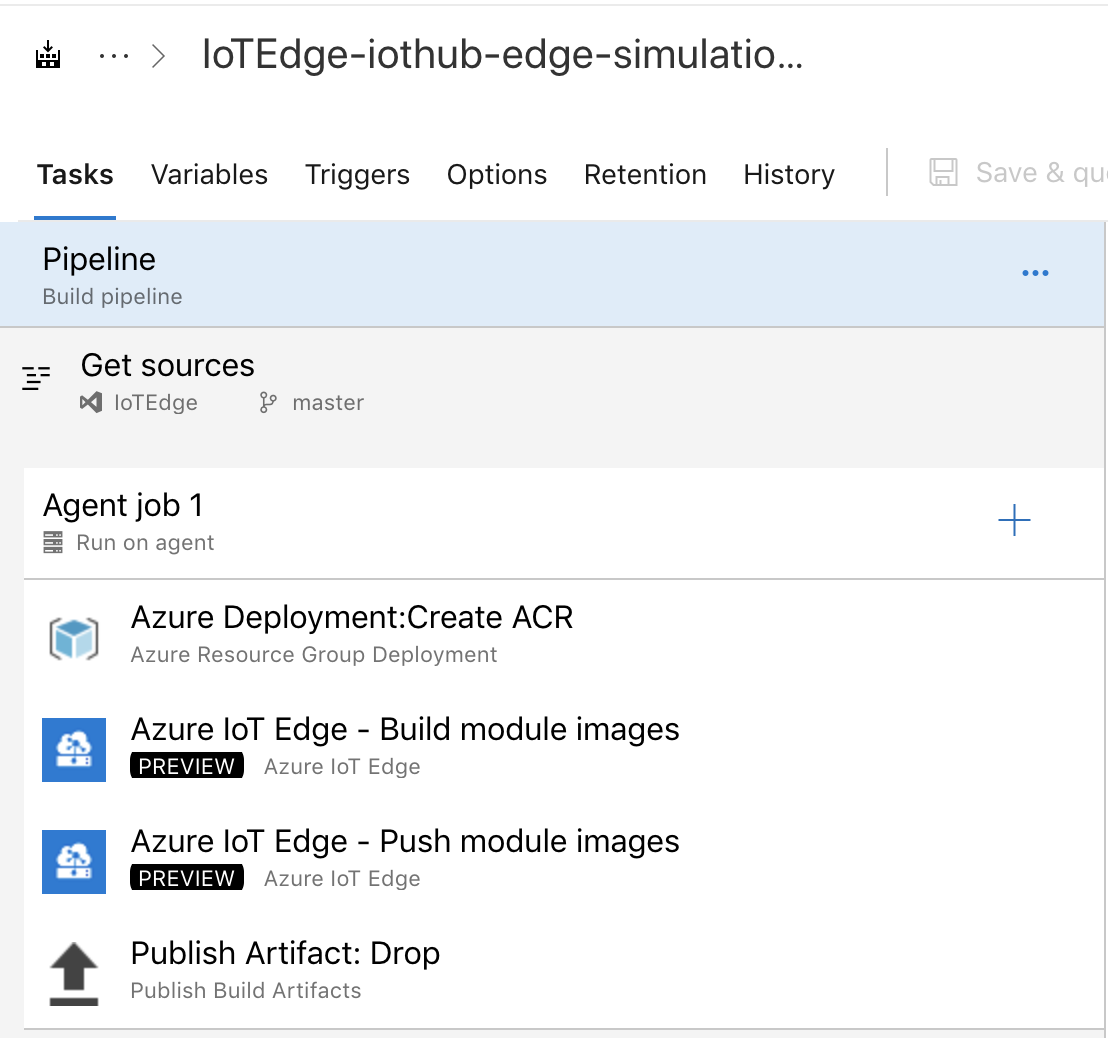 ... > IoTEdge-iothub-edge-simulatio...
Tasks Variables Triggers Options Retention History Save & qu
Pipeline
Build pipeline
...
Get sources
IoTEdge master
Agent job 1
Run on agent
Azure Deployment:Create ACR
Azure Resource Group Deployment
Azure IoT Edge - Build module images
PREVIEW Azure IoT Edge
Azure IoT Edge - Push module images
PREVIEW Azure IoT Edge
Publish Artifact: Drop
Publish Build Artifacts